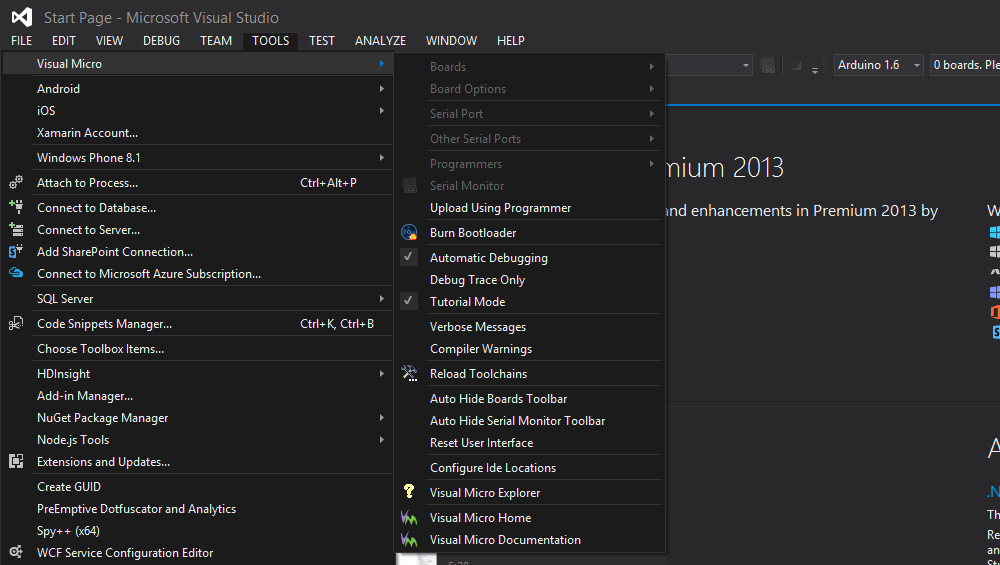 Start Page - Microsoft Visual Studio
FILE EDIT VIEW DEBUG TEAM TOOLS TEST ANALYZE WINDOW HELP
Visual Micro
Android
iOS
Xamarin Account...
Windows Phone 8.1
Attach to Process... Ctrl+Alt+P
Connect to Database...
Connect to Server...
Add SharePoint Connection...
Connect to Microsoft Azure Subscription...
SQL Server
Code Snippets Manager... Ctrl+K, Ctrl+B
Choose Toolbox Items...
HDInsight
Add-in Manager...
NuGet Package Manager
Node.js Tools
Extensions and Updates...
Create GUID
PreEmptive Dotfuscator and Analytics
Spy++ (x64)
WCF Service Configuration Editor
Boards
Board Options
Serial Port
Other Serial Ports
Programmers
Serial Monitor
Upload Using Programmer
Burn Bootloader
Automatic Debugging
Debug Trace Only
Tutorial Mode
Verbose Messages
Compiler Warnings
Reload Toolchains
Auto Hide Boards Toolbar
Auto Hide Serial Monitor Toolbar
Reset User Interface
Configure Ide Locations
Visual Micro Explorer
Visual Micro Home
Visual Micro Documentation
Arduino 1.6
0 boards. Ple
mium 2013
and enhancements in Premium 2013 by
W
A
.N
Th
Re
an